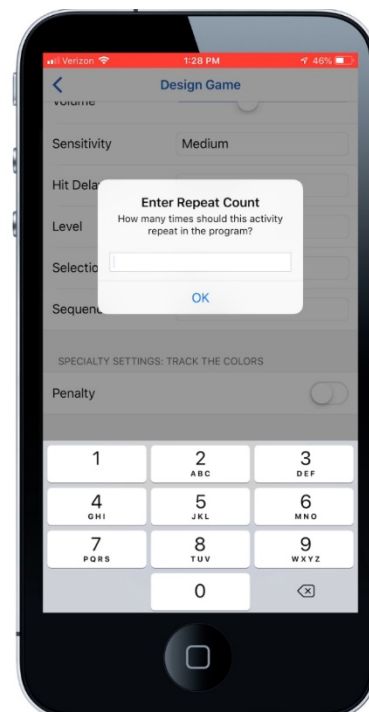 Verizon 1:28 PM 46%
Design Game
Volume
Sensitivity Medium
Hit Dela
Enter Repeat Count
How many times should this activity
repeat in the program?
Level
Selectio
OK
Sequenc
SPECIALTY SETTINGS: TRACK THE COLORS
Penalty
1 2 3
ABC DEF
4 5 6
GHI JKL MNO
7 8 9
PQRS TUV WXYZ
0